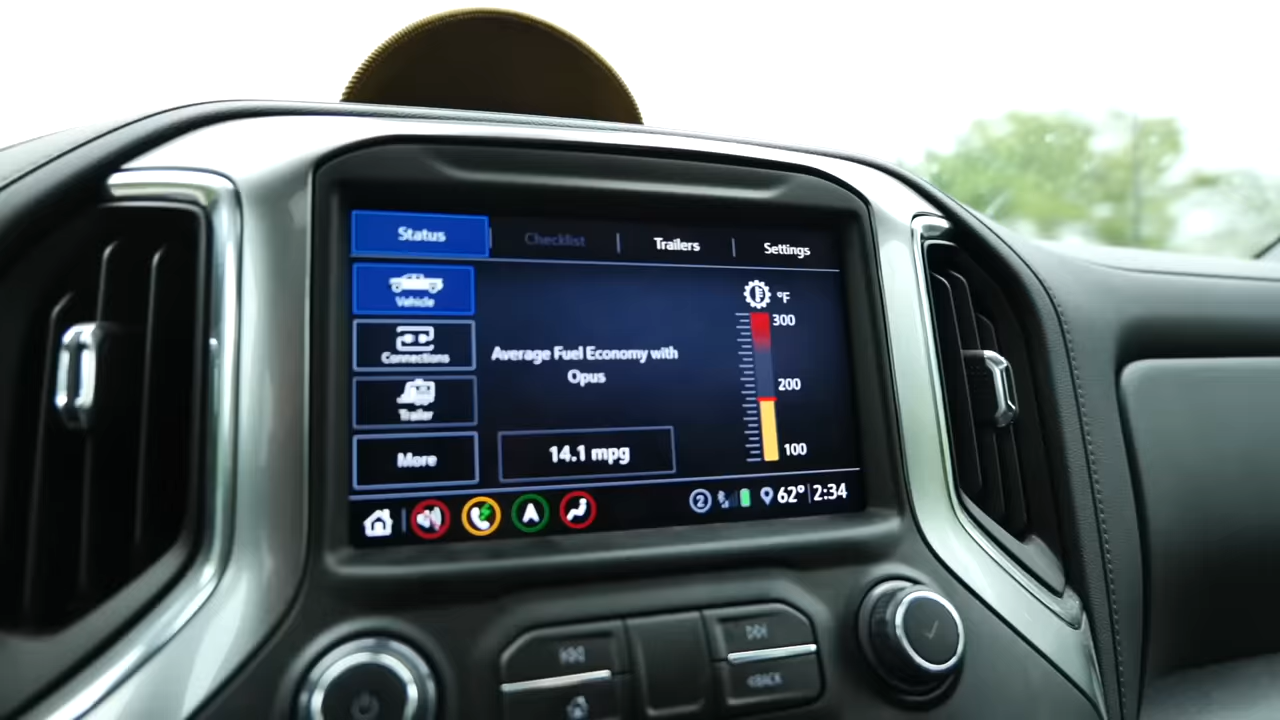 Status
Checklist
Trailers
Settings
Vehicle
Connections
Trailer
More
Average Fuel Economy with
Opus
14.1 mpg
°F
300
200
100
2
62°
2:34
BACK